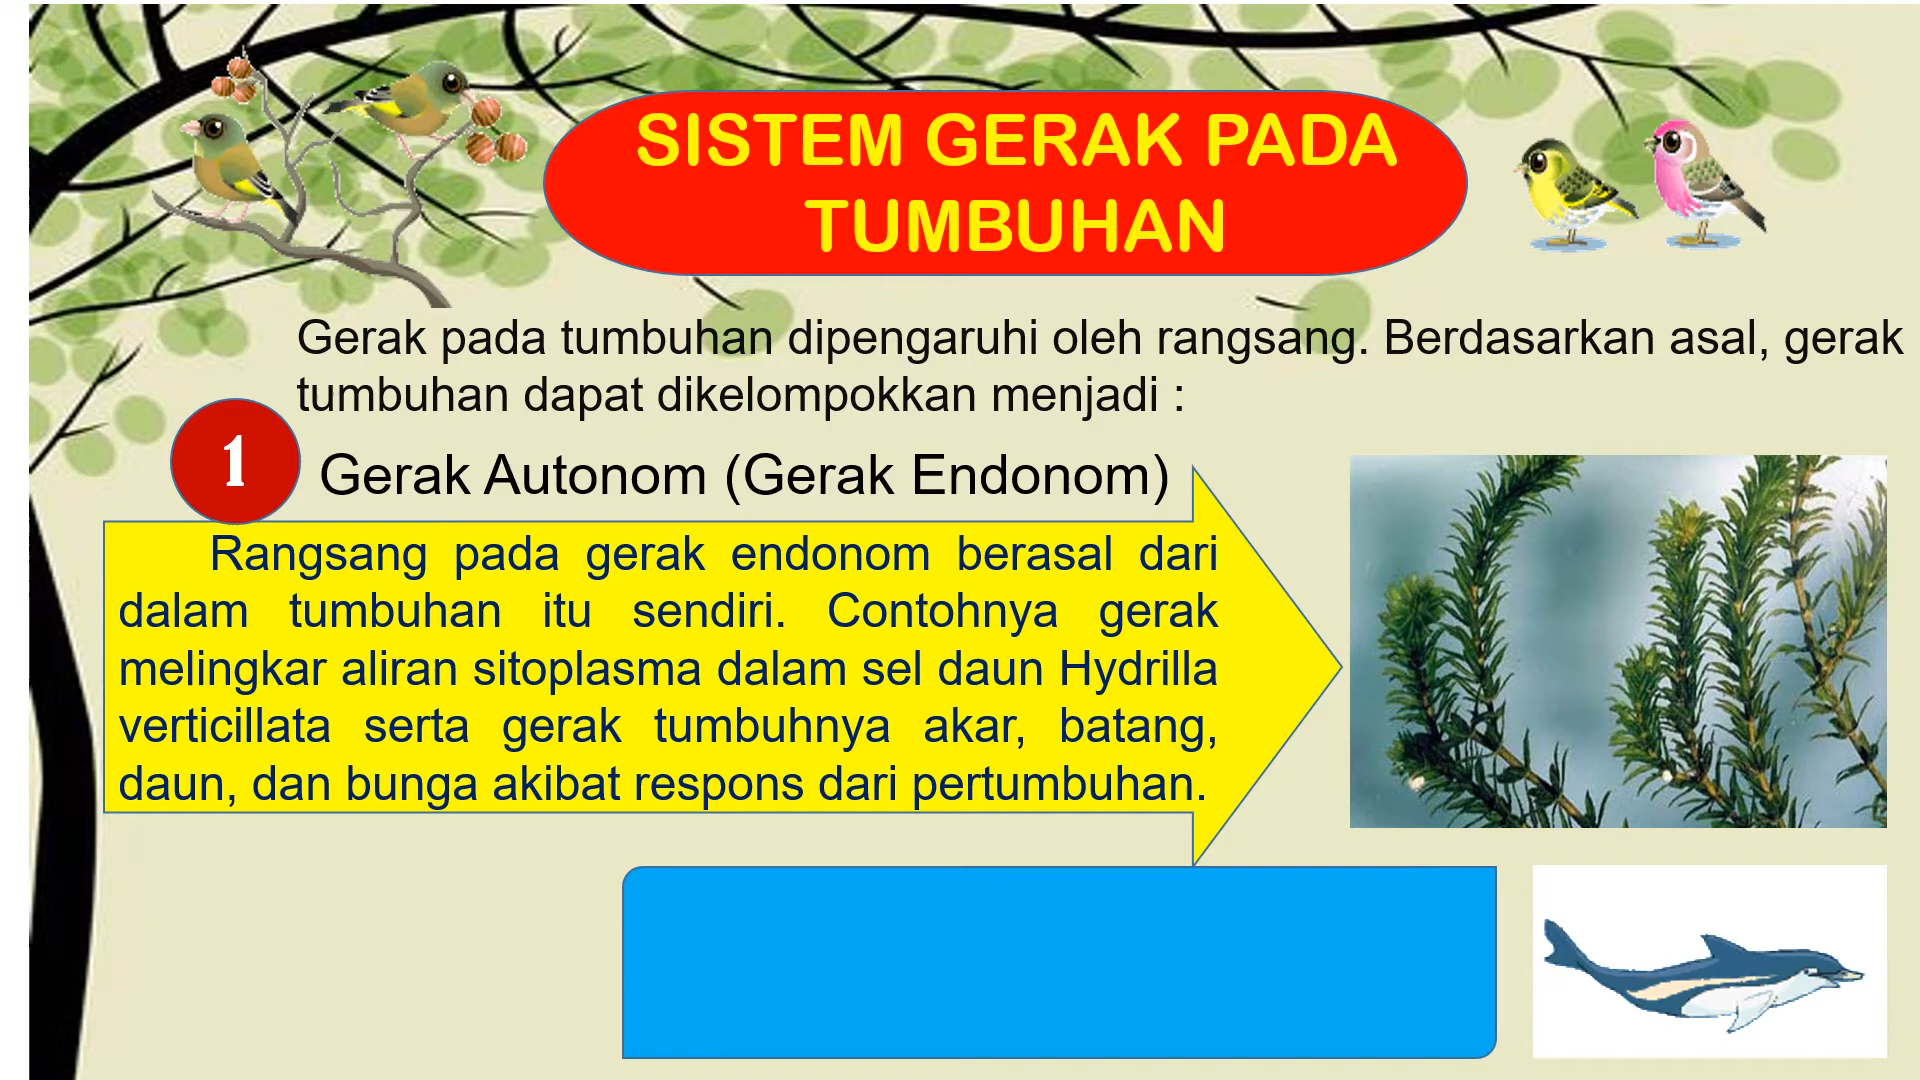 SISTEM GERAK PADA
TUMBUHAN
Gerak pada tumbuhan dipengaruhi oleh rangsang. Berdasarkan asal, gerak
tumbuhan dapat dikelompokkan menjadi :
1
Gerak Autonom (Gerak Endonom)
Rangsang pada gerak endonom berasal dari
dalam tumbuhan itu sendiri. Contohnya gerak
melingkar aliran sitoplasma dalam sel daun Hydrilla
verticillata serta gerak tumbuhnya akar, batang,
daun, dan bunga akibat respons dari pertumbuhan.